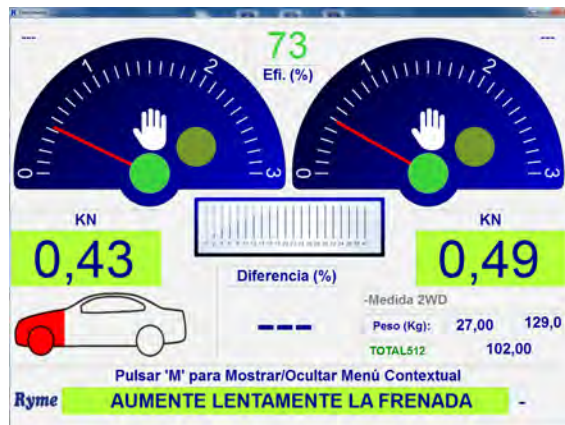 --- ---
73
Efi. (%)
0 1 2 3
0 1 2 3
KN KN
0,43 0,49
Diferencia (%)
---
-Medida 2WD
Peso (Kg): 27,00 129,0
TOTAL512 102,00
Pulsar 'M' para Mostrar/Ocultar Menú Contextual
Ryme AUMENTE LENTAMENTE LA FRENADA -